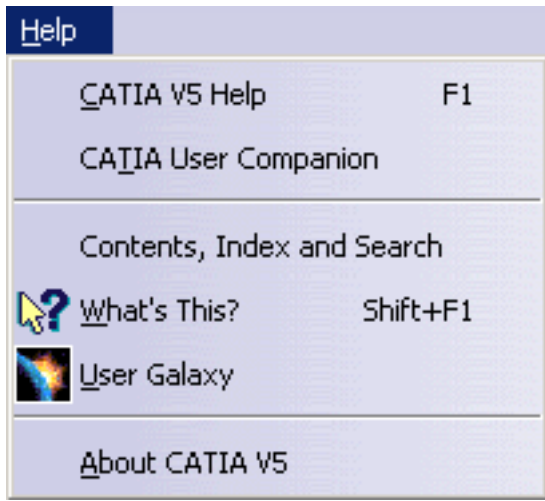 Help
CATIA V5 Help F1
CATIA User Companion
Contents, Index and Search
What's This? Shift+F1
User Galaxy
About CATIA V5